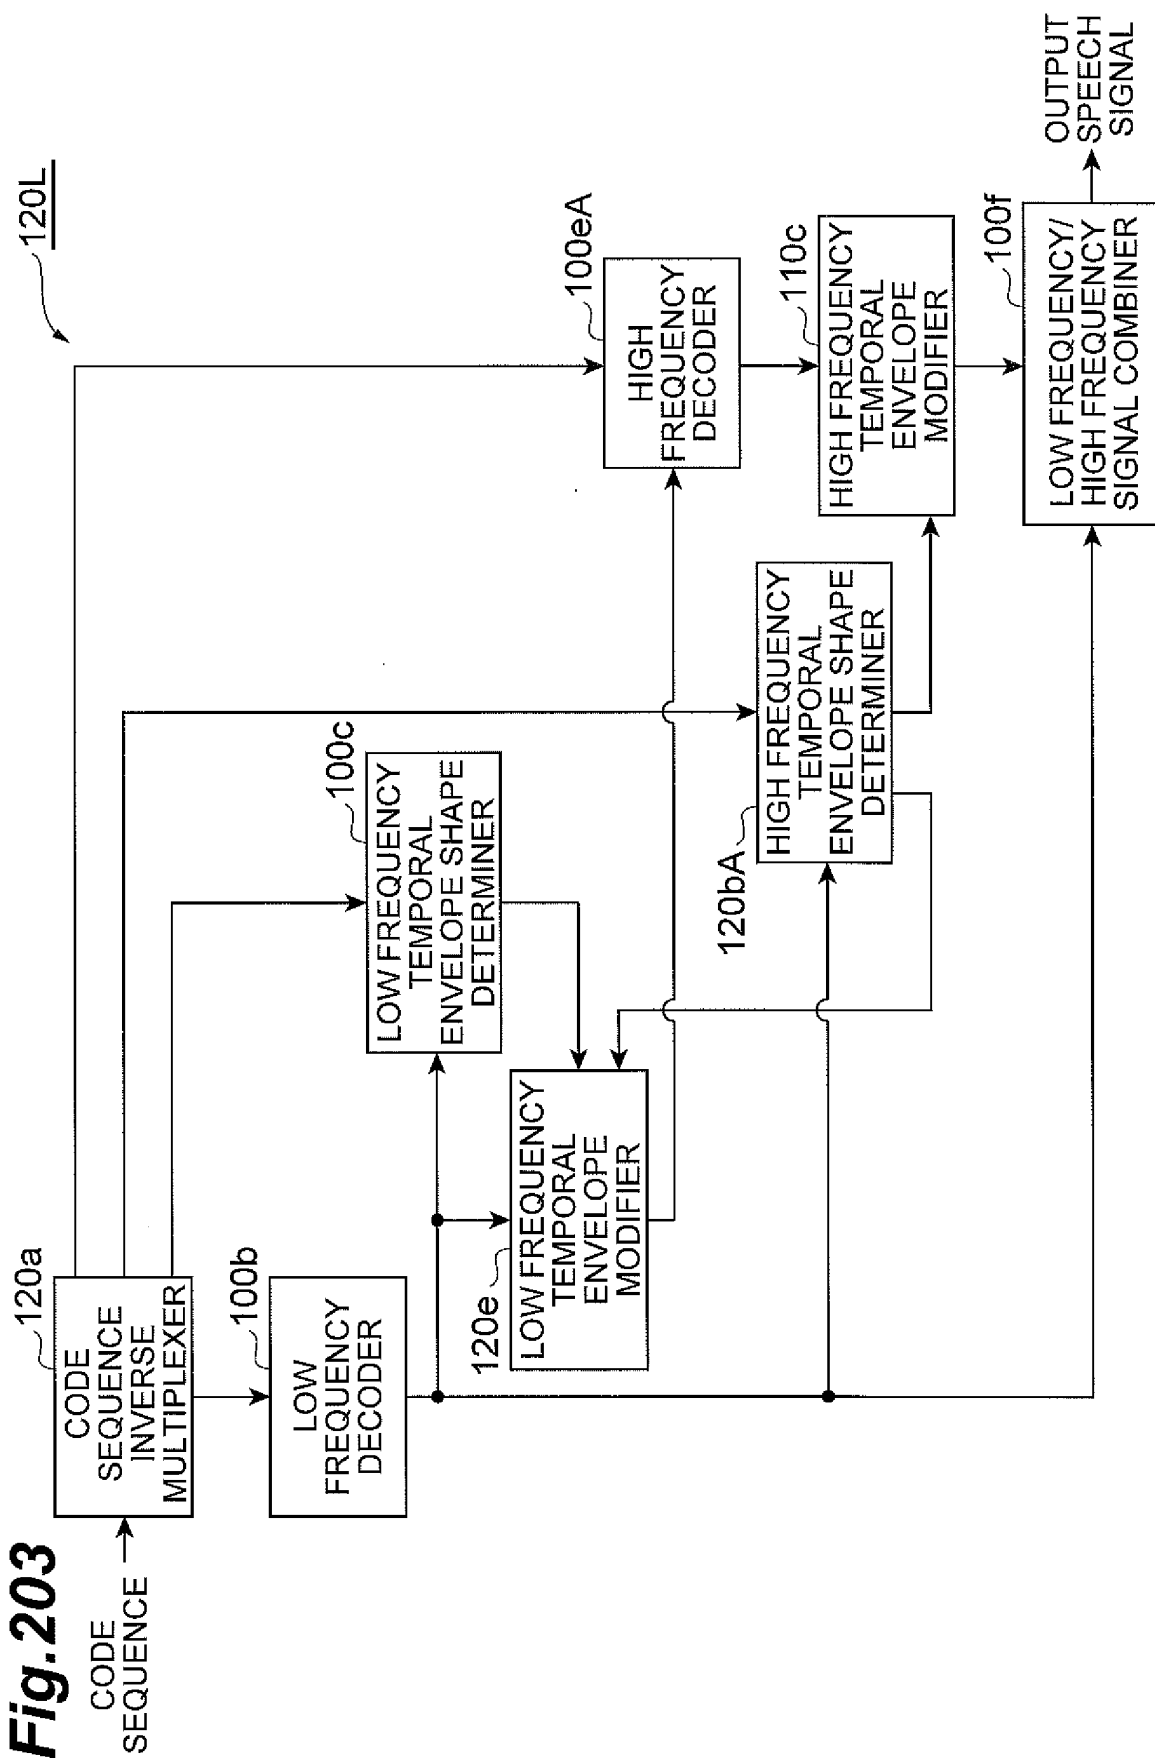 Fig.203
120L
CODE
SEQUENCE
120a
CODE
SEQUENCE
INVERSE
MULTIPLEXER
100b
LOW
FREQUENCY
DECODER
100c
LOW FREQUENCY
TEMPORAL
ENVELOPE SHAPE
DETERMINER
120e
LOW FREQUENCY
TEMPORAL
ENVELOPE
MODIFIER
100eA
HIGH
FREQUENCY
DECODER
120bA
HIGH FREQUENCY
TEMPORAL
ENVELOPE SHAPE
DETERMINER
110c
HIGH FREQUENCY
TEMPORAL
ENVELOPE
MODIFIER
100f
LOW FREQUENCY/
HIGH FREQUENCY
SIGNAL COMBINER
OUTPUT
SPEECH
SIGNAL